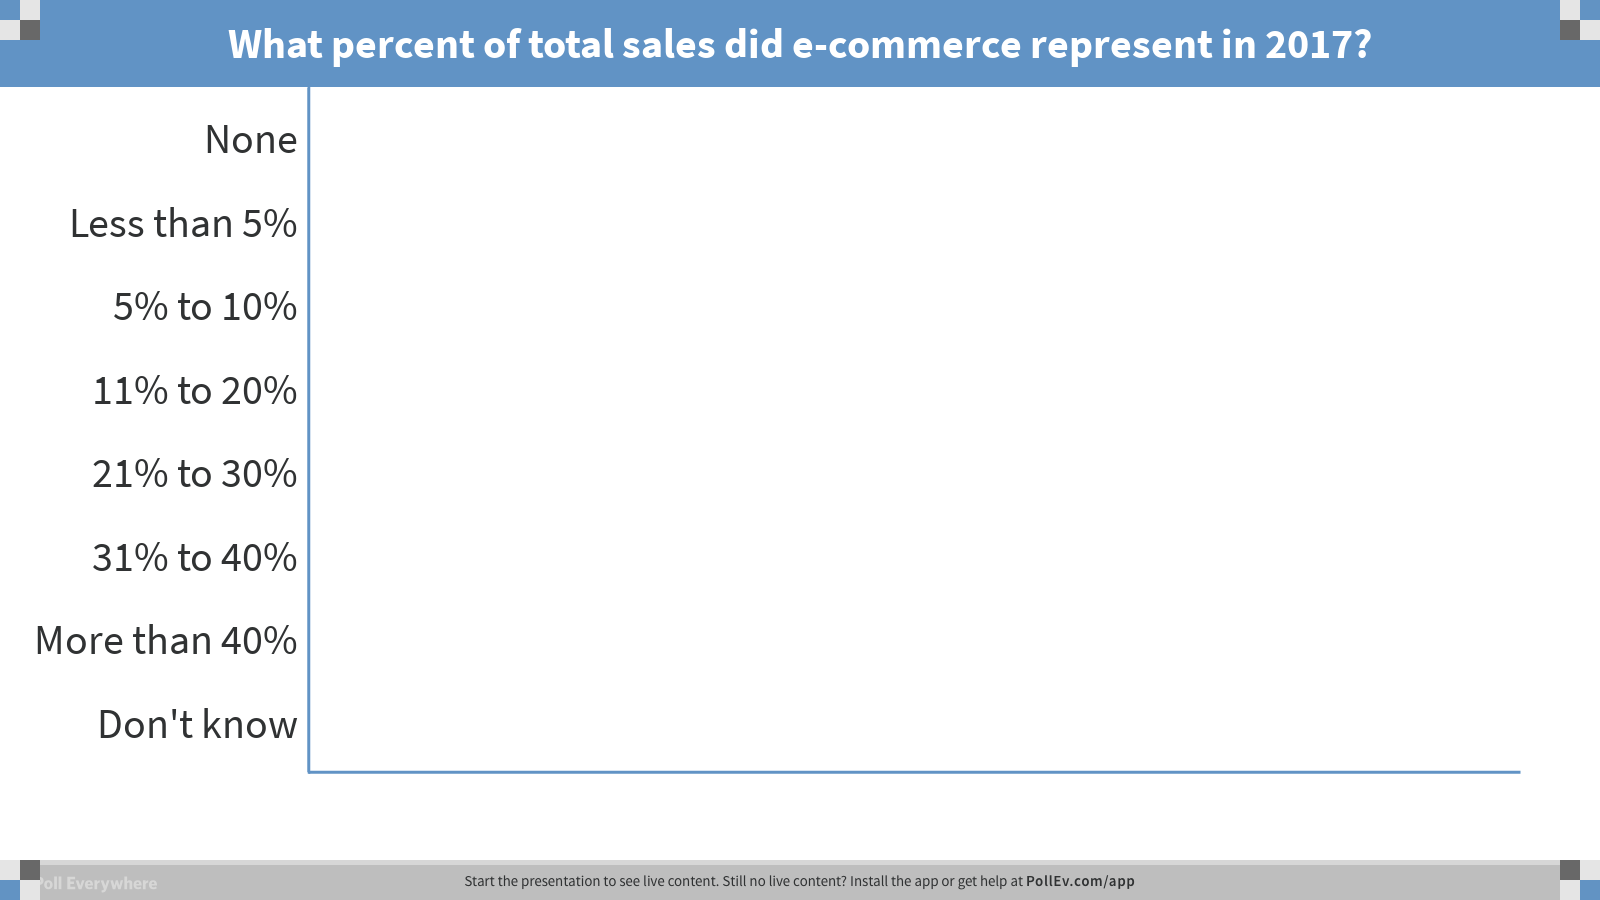 What percent of total sales did e-commerce represent in 2017?
None
Less than 5%
5% to 10%
11% to 20%
21% to 30%
31% to 40%
More than 40%
Don't know
Poll Everywhere
Start the presentation to see live content. Still no live content? Install the app or get help at PollEv.com/app